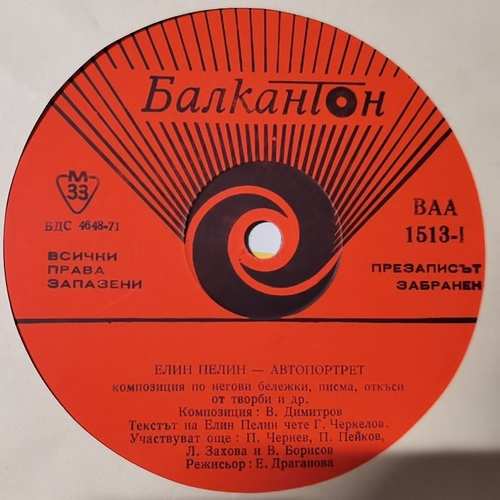 Балкантон
М
33
БДС 4648-71
ВАА
1513-I
ВСИЧКИ
ПРАВА
ЗАПАЗЕНИ
ПРЕЗАПИСЪТ
ЗАБРАНЕН
ЕЛИН ПЕЛИН — АВТОПОРТРЕТ
композиция по негови бележки, писма, откъси
от творби и др.
Композиция : В. Димитров
Текстът на Елин Пелин чете Г. Черкелов.
Участвуват още : П. Чернев, П. Пейков,
Л. Захова и В. Борисов
Режисьор : Е. Драганова